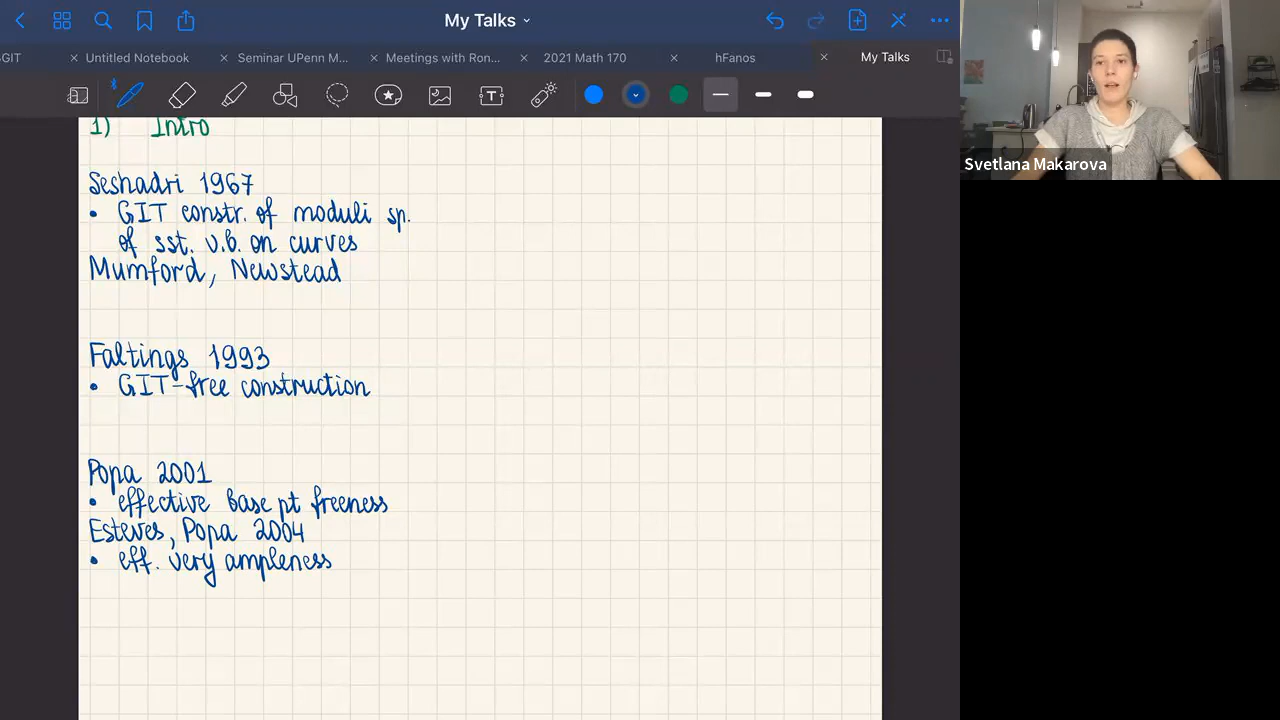 My Talks
GIT
Untitled Notebook
Seminar UPenn M...
Meetings with Ron...
2021 Math 170
hFanos
My Talks
T
1) Intro
Seshadri 1967
• GIT constr. of moduli sp.
of sst. v.b. on curves
Mumford, Newstead
Faltings 1993
• GIT-free construction
Popa 2001
• effective base pt freeness
Esteves, Popa 2004
• eff. very ampleness
Svetlana Makarova